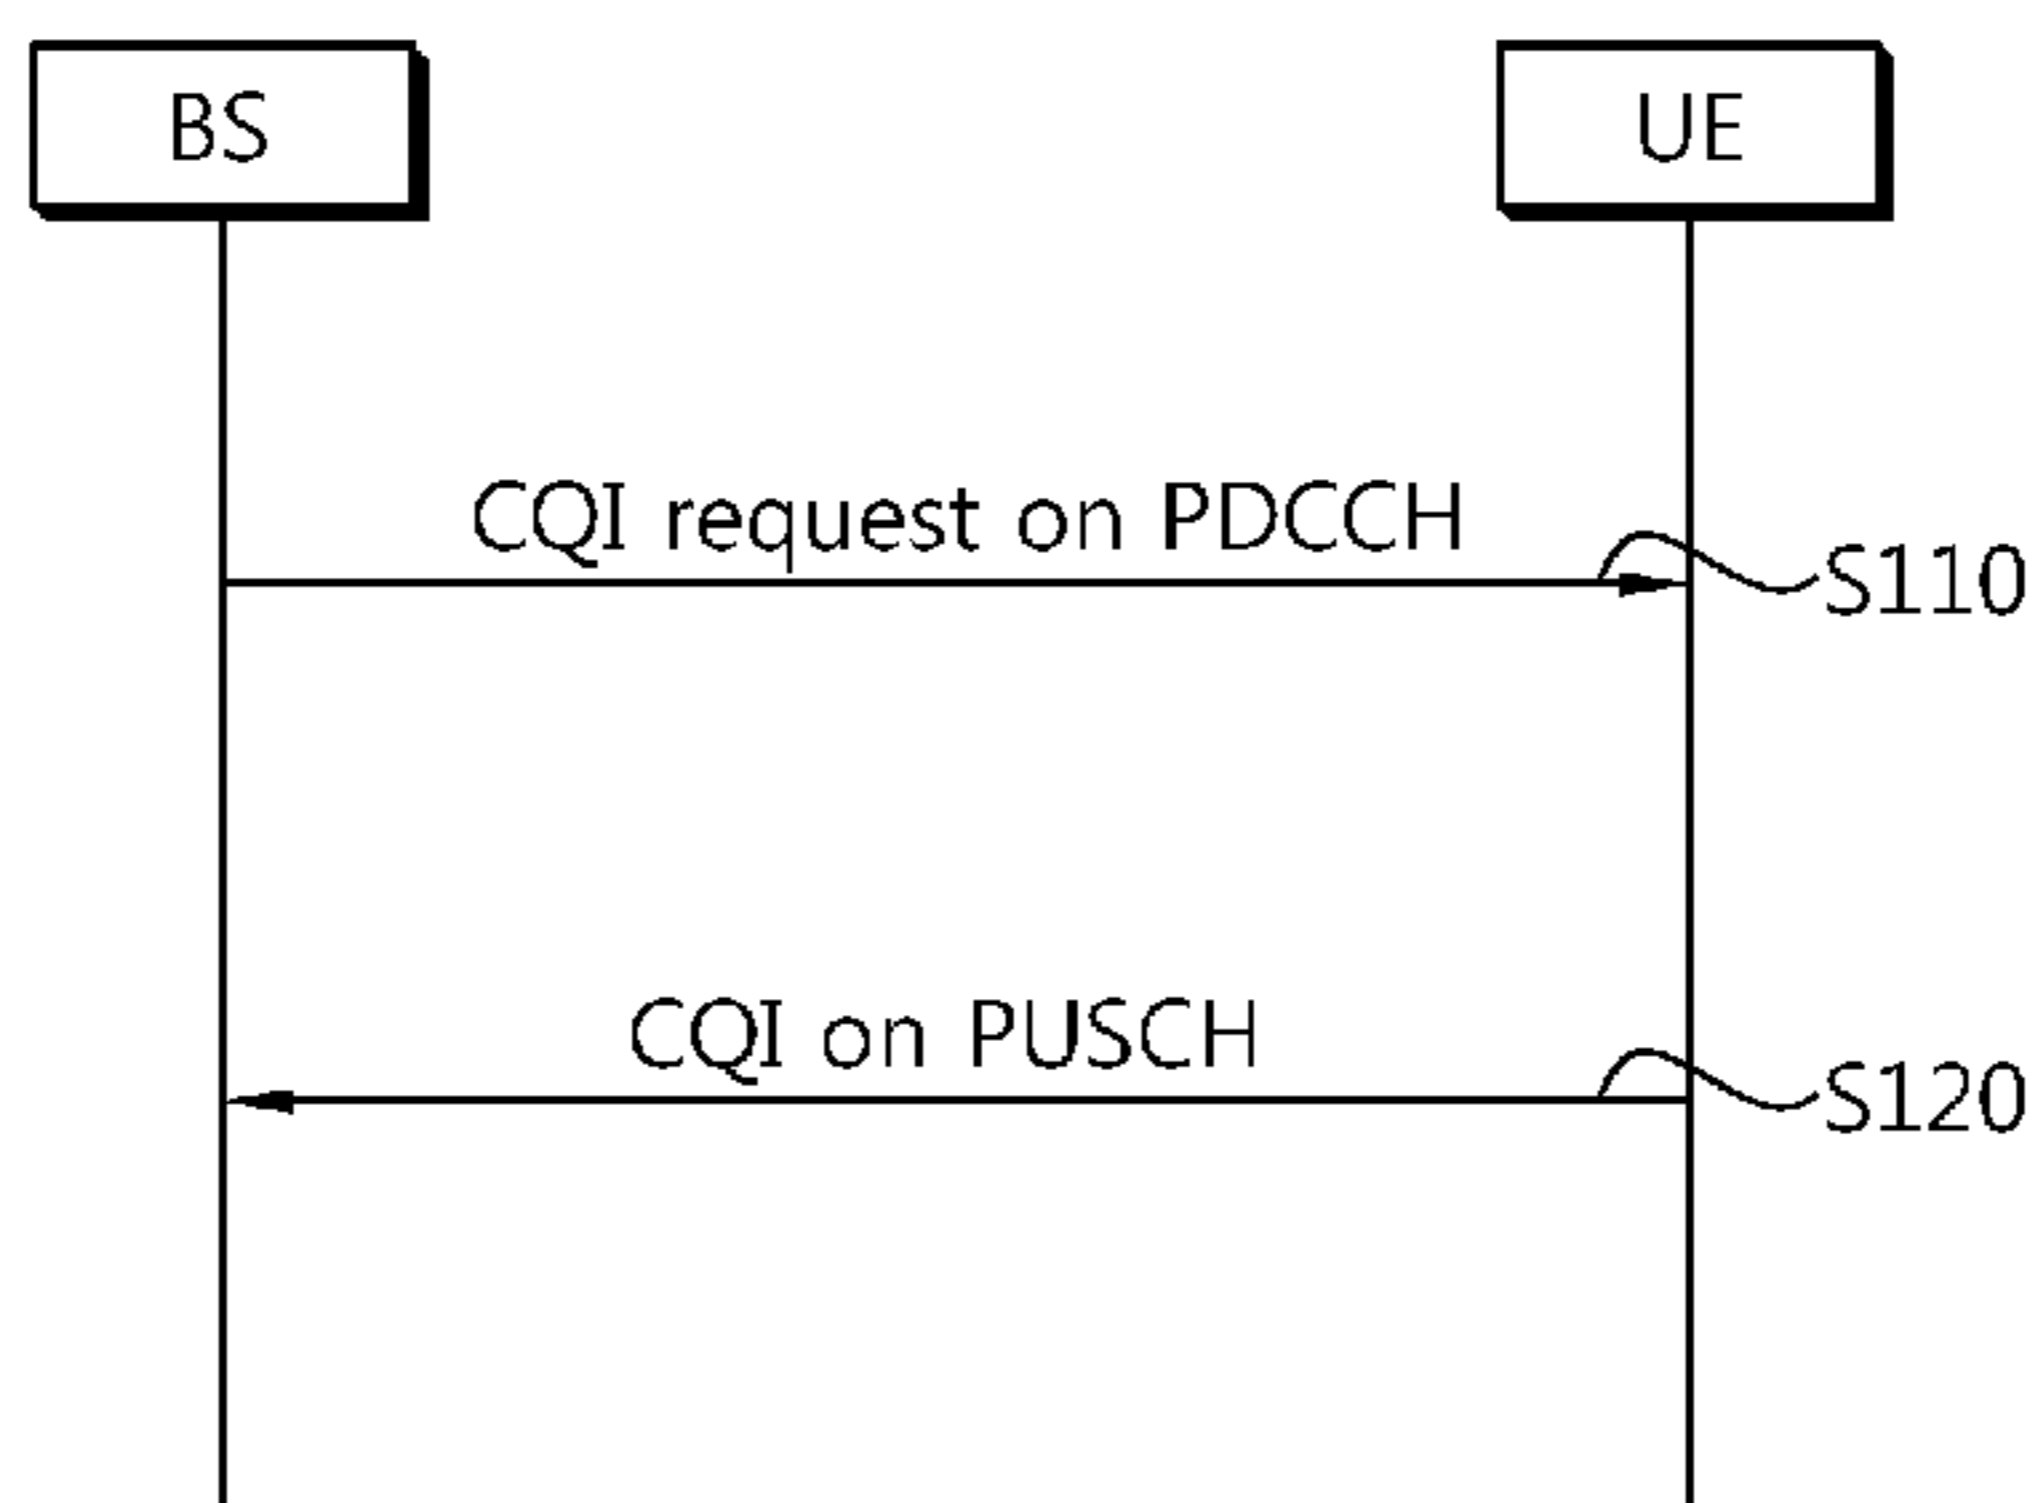 BS
UE
CQI request on PDCCH
S110
CQI on PUSCH
S120